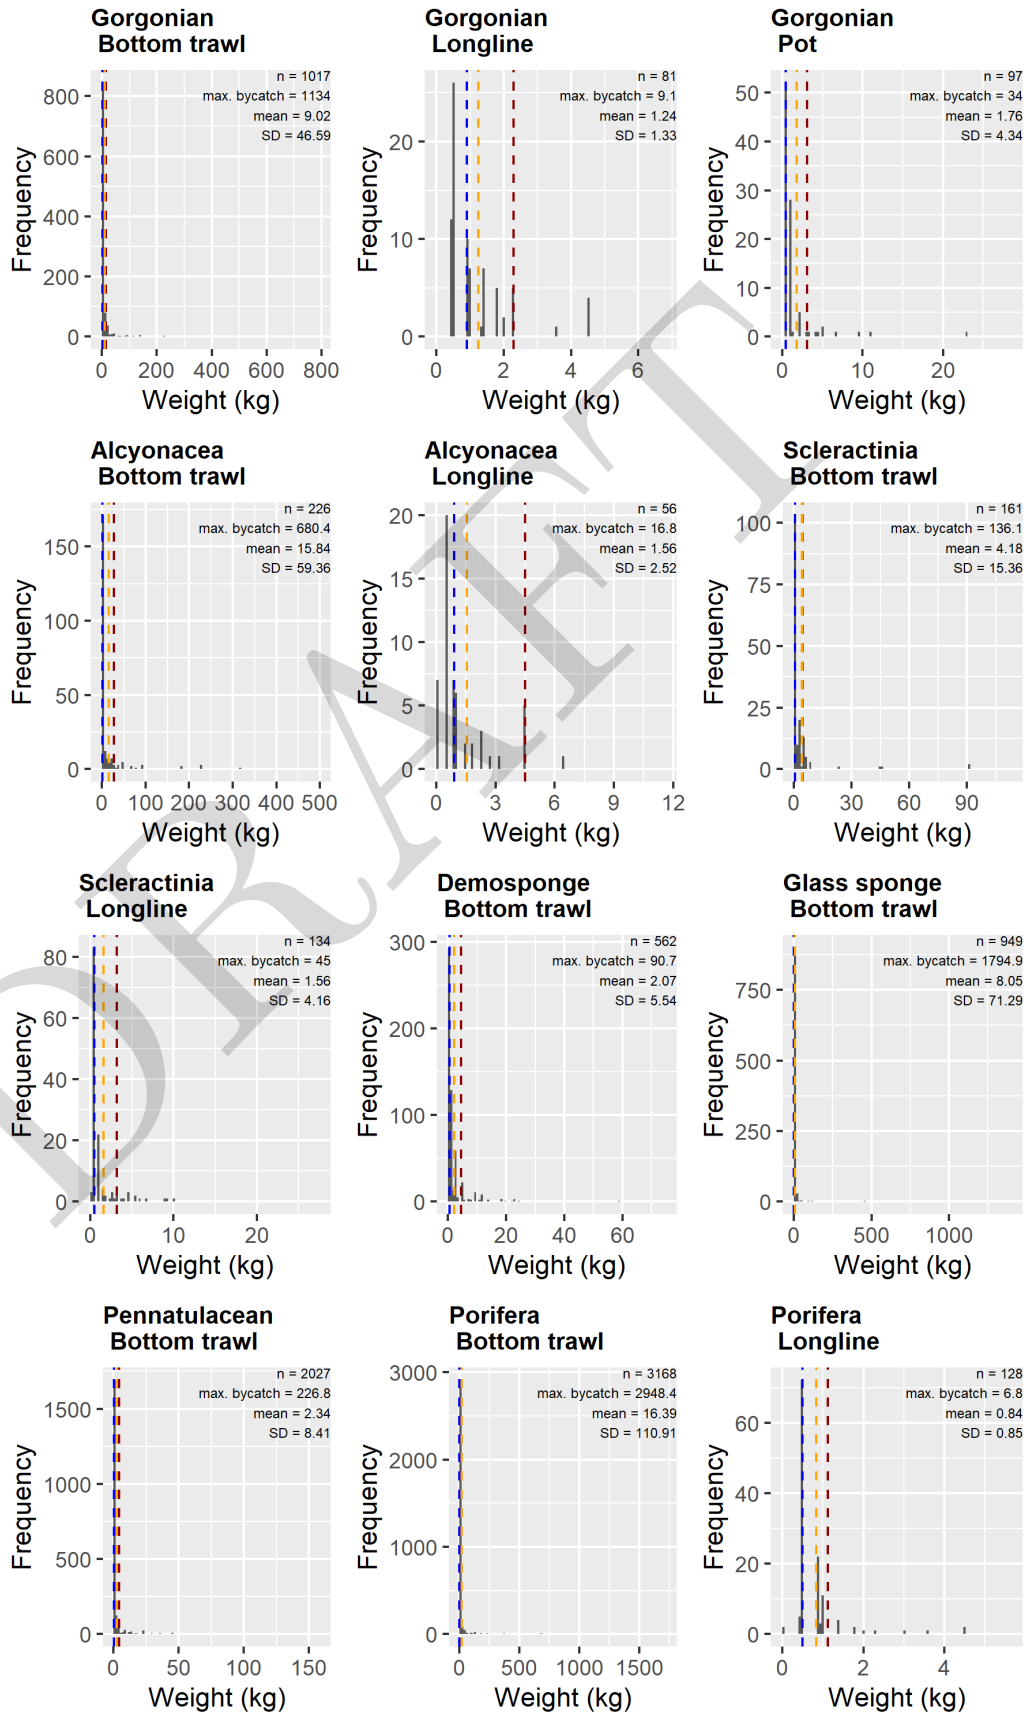 Gorgonian
Bottom trawl
n = 1017
max. bycatch = 1134
mean = 9.02
SD = 46.59
800
600
400
200
0
Frequency
0 200 400 600 800
Weight (kg)
Gorgonian
Longline
n = 81
max. bycatch = 9.1
mean = 1.24
SD = 1.33
20
10
0
Frequency
0 2 4 6
Weight (kg)
Gorgonian
Pot
n = 97
max. bycatch = 34
mean = 1.76
SD = 4.34
50
40
30
20
10
0
Frequency
0 10 20
Weight (kg)
Alcyonacea
Bottom trawl
n = 226
max. bycatch = 680.4
mean = 15.84
SD = 59.36
150
100
50
0
Frequency
0 100 200 300 400 500
Weight (kg)
Alcyonacea
Longline
n = 56
max. bycatch = 16.8
mean = 1.56
SD = 2.52
20
15
10
5
0
Frequency
0 3 6 9 12
Weight (kg)
Scleractinia
Bottom trawl
n = 161
max. bycatch = 136.1
mean = 4.18
SD = 15.36
100
75
50
25
0
Frequency
0 30 60 90
Weight (kg)
Scleractinia
Longline
n = 134
max. bycatch = 45
mean = 1.56
SD = 4.16
80
60
40
20
0
Frequency
0 10 20
Weight (kg)
Demosponge
Bottom trawl
n = 562
max. bycatch = 90.7
mean = 2.07
SD = 5.54
300
200
100
0
Frequency
0 20 40 60
Weight (kg)
Glass sponge
Bottom trawl
n = 949
max. bycatch = 1794.9
mean = 8.05
SD = 71.29
750
500
250
0
Frequency
0 500 1000
Weight (kg)
Pennatulacean
Bottom trawl
n = 2027
max. bycatch = 226.8
mean = 2.34
SD = 8.41
1500
1000
500
0
Frequency
0 50 100 150
Weight (kg)
Porifera
Bottom trawl
n = 3168
max. bycatch = 2948.4
mean = 16.39
SD = 110.91
3000
2000
1000
0
Frequency
0 500 1000 1500
Weight (kg)
Porifera
Longline
n = 128
max. bycatch = 6.8
mean = 0.84
SD = 0.85
60
40
20
0
Frequency
0 2 4
Weight (kg)
DRAFT